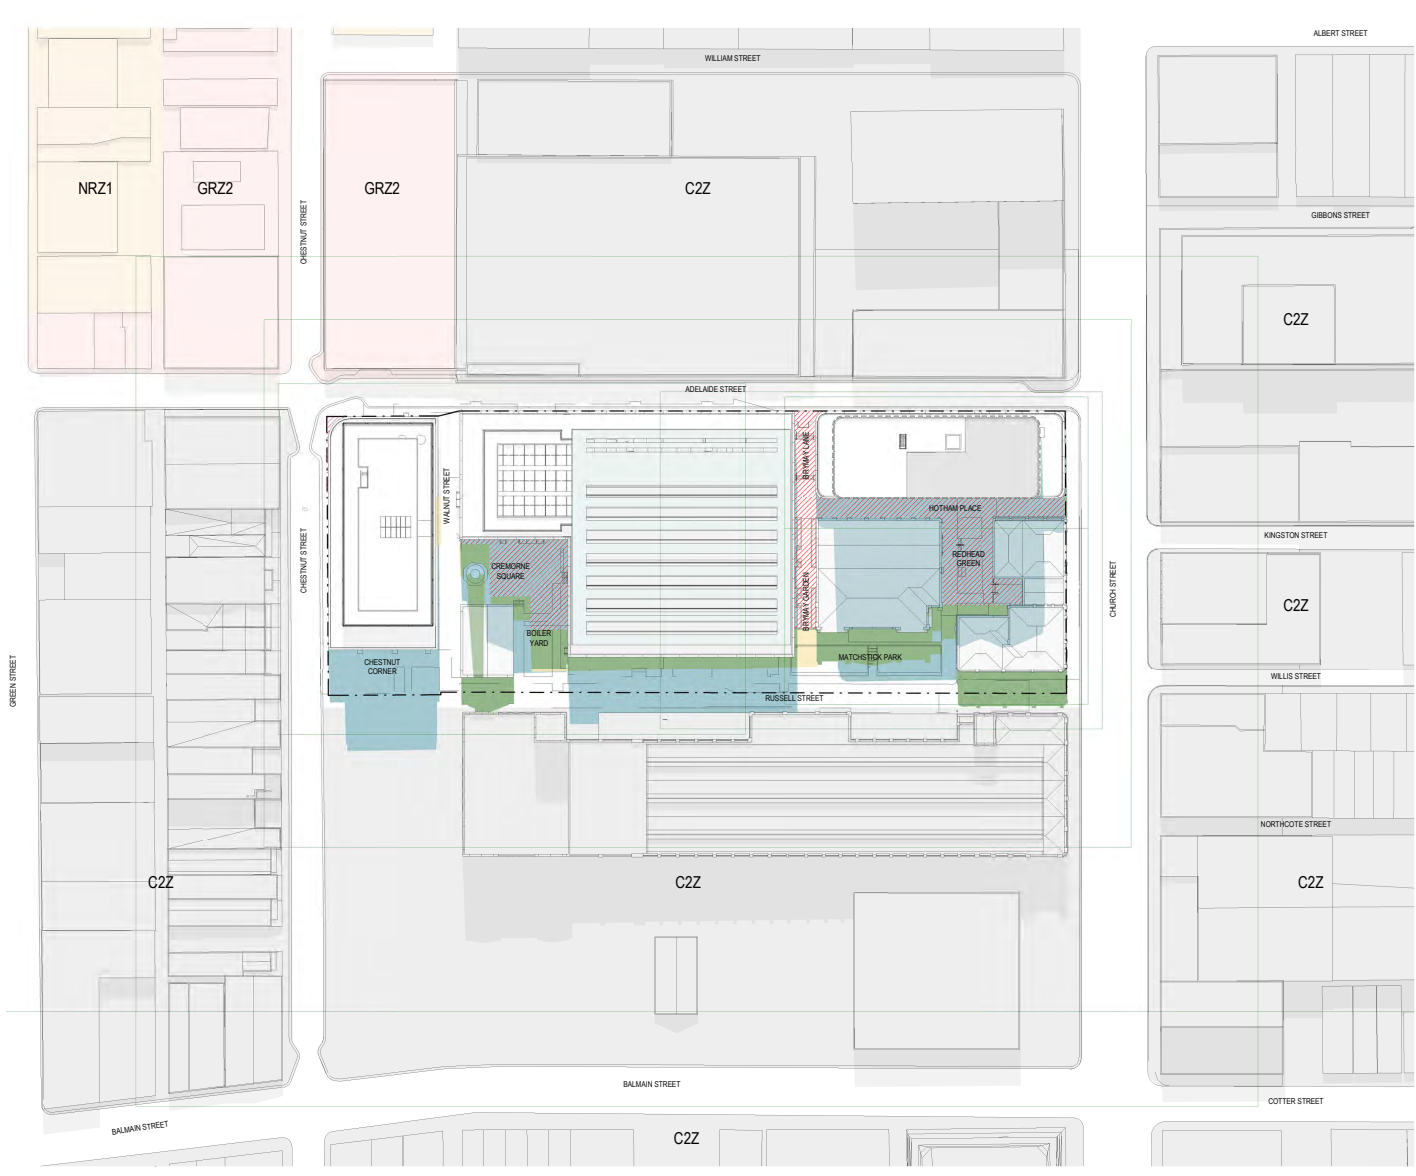 ALBERT STREET
WILLIAM STREET
NRZ1
GRZ2
GRZ2
C2Z
GIBBONS STREET
CHESTNUT STREET
C2Z
ADELAIDE STREET
BRYMAY LANE
WALNUT STREET
HOTHAM PLACE
KINGSTON STREET
CHESTNUT STREET
REDHEAD
GREEN
CREMORNE
SQUARE
CHURCH STREET
BRYMAY GARDEN
C2Z
BOILER
YARD
MATCHSTICK PARK
CHESTNUT
CORNER
GREEN STREET
WILLIS STREET
RUSSELL STREET
NORTHCOTE STREET
C2Z
C2Z
C2Z
BALMAIN STREET
COTTER STREET
BALMAIN STREET
C2Z